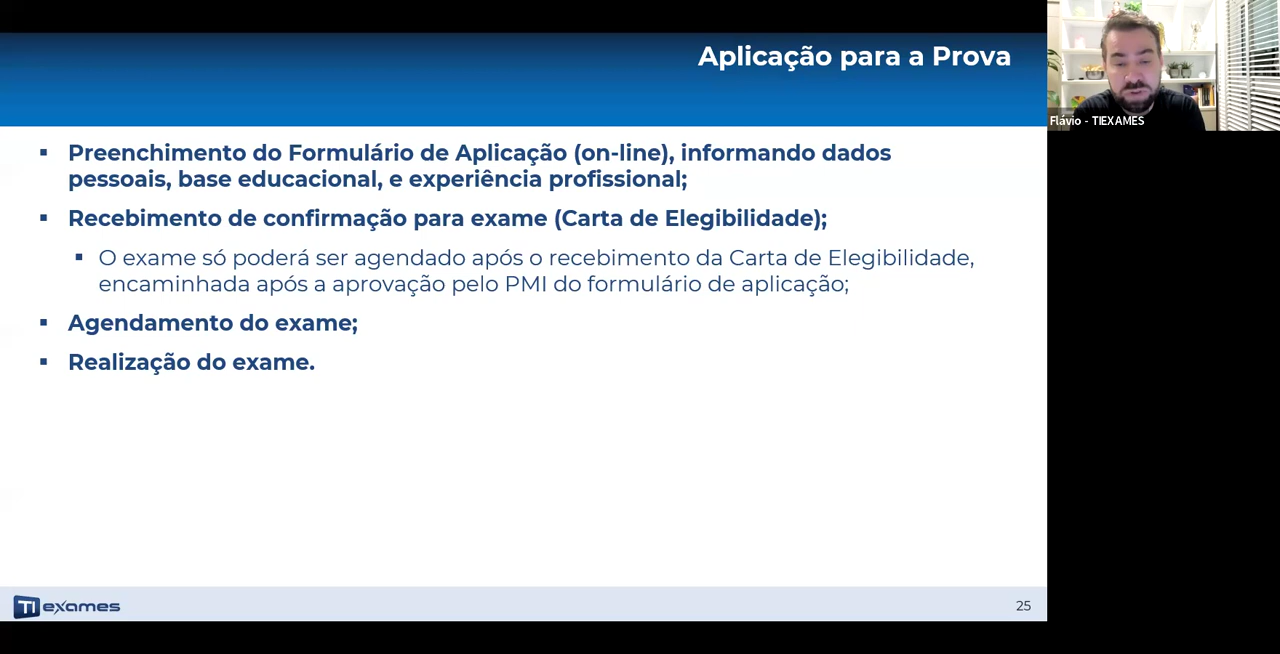 Aplicação para a Prova
Flávio - TIEXAMES
▪ Preenchimento do Formulário de Aplicação (on-line), informando dados
pessoais, base educacional, e experiência profissional;
▪ Recebimento de confirmação para exame (Carta de Elegibilidade);
▪ O exame só poderá ser agendado após o recebimento da Carta de Elegibilidade,
encaminhada após a aprovação pelo PMI do formulário de aplicação;
▪ Agendamento do exame;
▪ Realização do exame.
TI exames
25